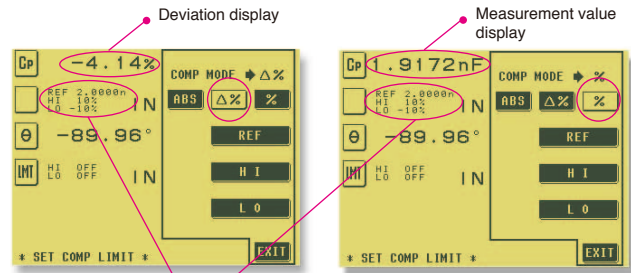 Deviation display
Measurement value
display
Cp -4.14%
REF 2.0000n
HI 10%
LO -10%
IN
θ -89.96°
LMT HI OFF
LO OFF
IN
* SET COMP LIMIT *
COMP MODE ➧ △%
ABS △% %
REF
HI
LO
EXIT
Cp 1.9172nF
REF 2.0000n
HI 10%
LO -10%
IN
θ -89.96°
LMT HI OFF
LO OFF
IN
* SET COMP LIMIT *
COMP MODE ➧ %
ABS △% %
REF
HI
LO
EXIT